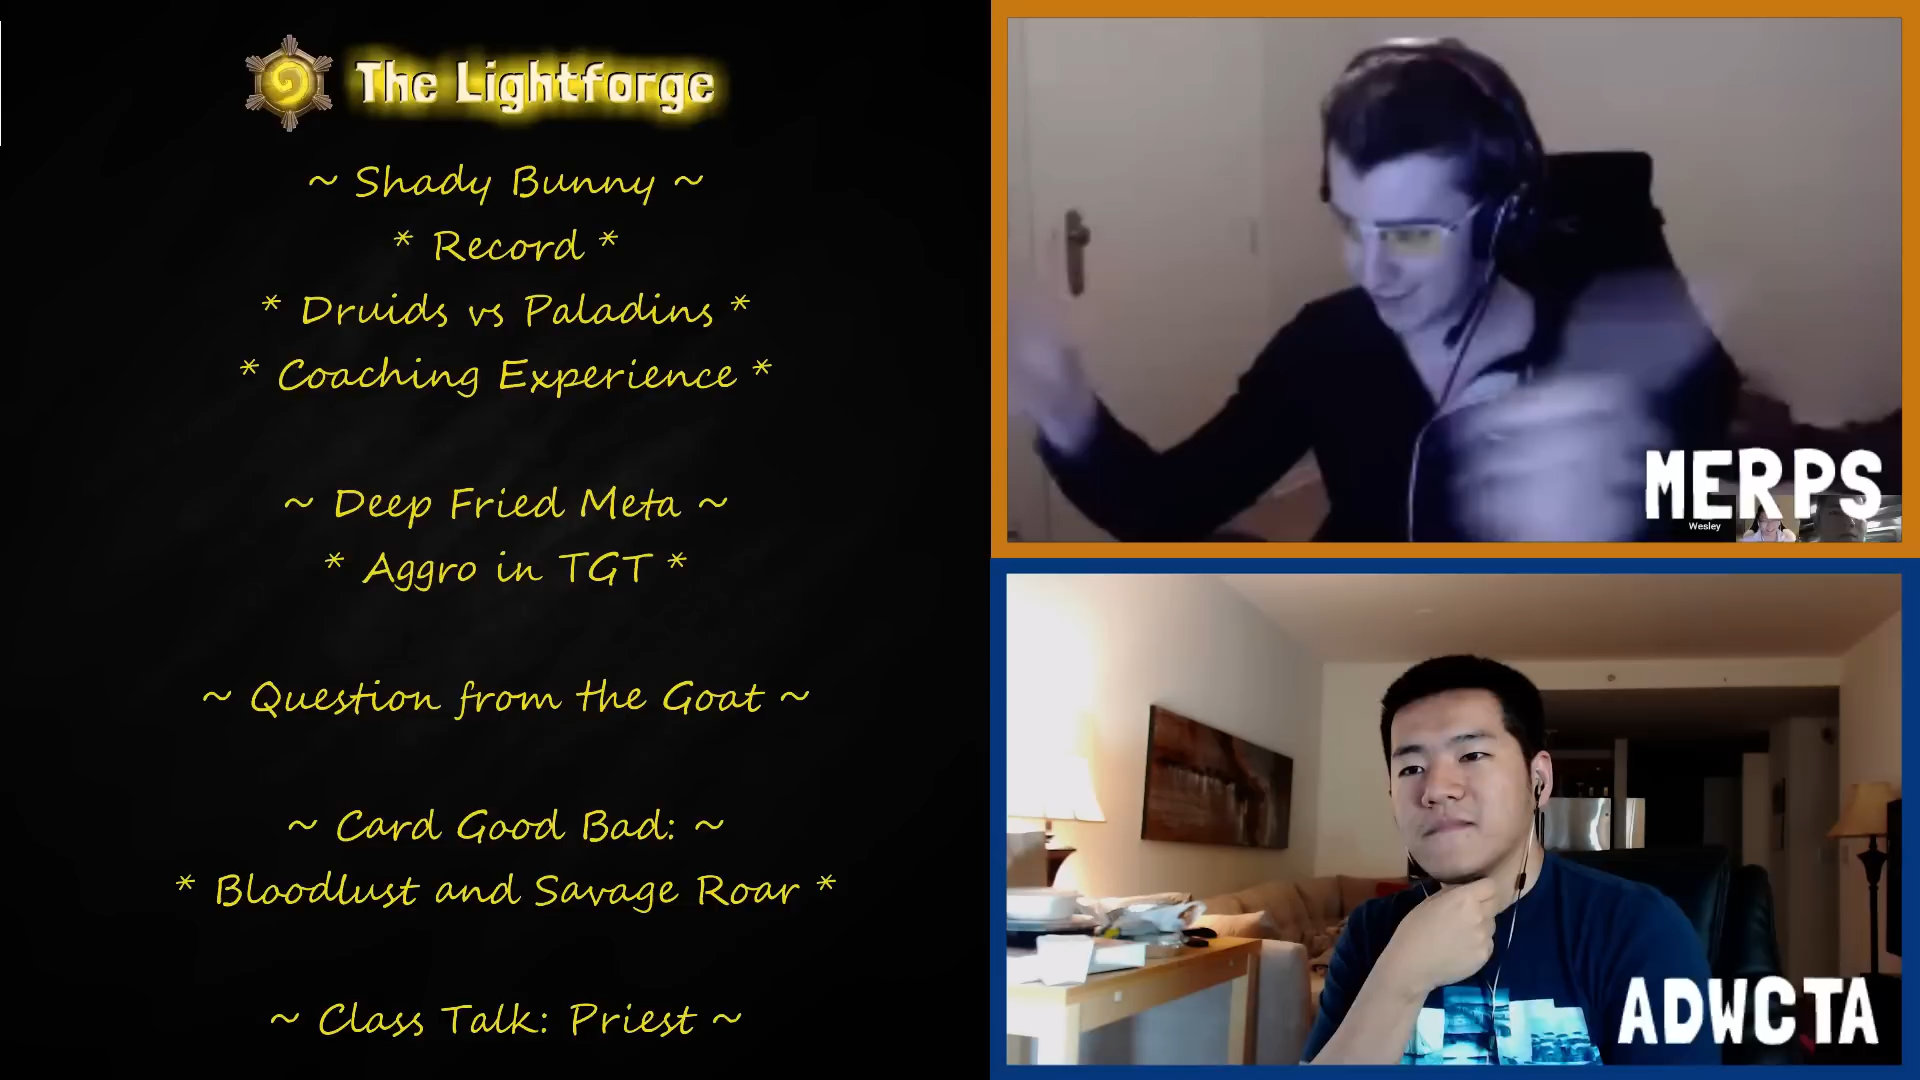 The Lightforge
~ Shady Bunny ~
* Record *
* Druids vs Paladins *
* Coaching Experience *
~ Deep Fried Meta ~
* Aggro in TGT *
~ Question from the Goat ~
~ Card Good Bad: ~
* Bloodlust and Savage Roar *
~ Class Talk: Priest ~
MERPS
Wesley
ADWCTA